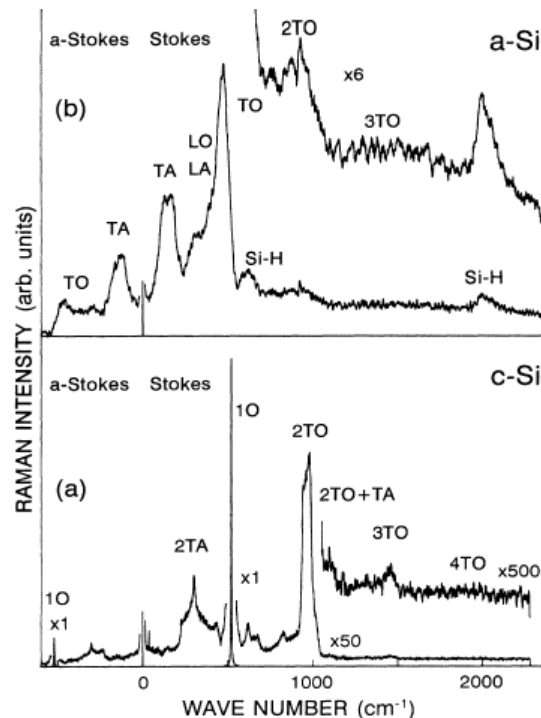 a-Stokes Stokes 2TO a-Si
x6
(b) TO 3TO
LO
TA LA
TA
TO Si-H Si-H
RAMAN INTENSITY (arb. units)
a-Stokes Stokes c-Si
1O 2TO
(a) 2TO+TA
2TA 3TO
x1 4TO x500
1O
x1 x50
0 1000 2000
WAVE NUMBER (cm⁻¹)